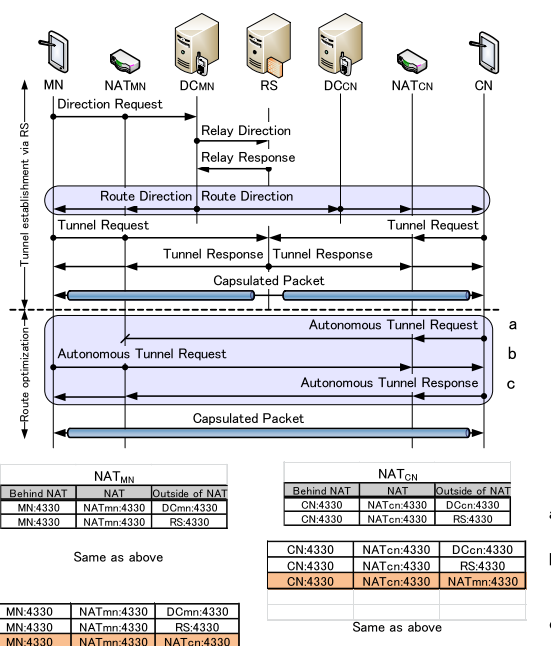 MN NATMN DCMN RS DCCN NATCN CN
Tunnel establishment via RS
Direction Request
Relay Direction
Relay Response
Route Direction Route Direction
Tunnel Request Tunnel Request
Tunnel Response Tunnel Response
Capsulated Packet
Route optimization
Autonomous Tunnel Request a
Autonomous Tunnel Request b
Autonomous Tunnel Response c
Capsulated Packet
NATMN
Behind NAT NAT Outside of NAT
MN:4330 NATmn:4330 DCmn:4330
MN:4330 NATmn:4330 RS:4330
Same as above
MN:4330 NATmn:4330 DCmn:4330
MN:4330 NATmn:4330 RS:4330
MN:4330 NATmn:4330 NATcn:4330
NATCN
Behind NAT NAT Outside of NAT
CN:4330 NATcn:4330 DCcn:4330
CN:4330 NATcn:4330 RS:4330
CN:4330 NATcn:4330 DCcn:4330
CN:4330 NATcn:4330 RS:4330
CN:4330 NATcn:4330 NATmn:4330
Same as above